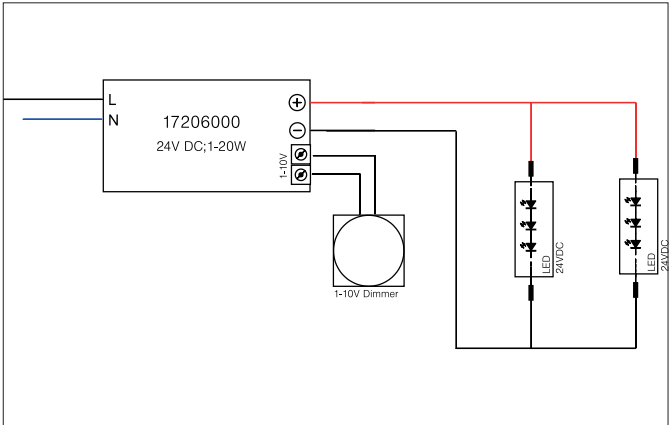 L
N
17206000
24V DC;1-20W
1-10V
1-10V Dimmer
LED
24VDC
LED
24VDC